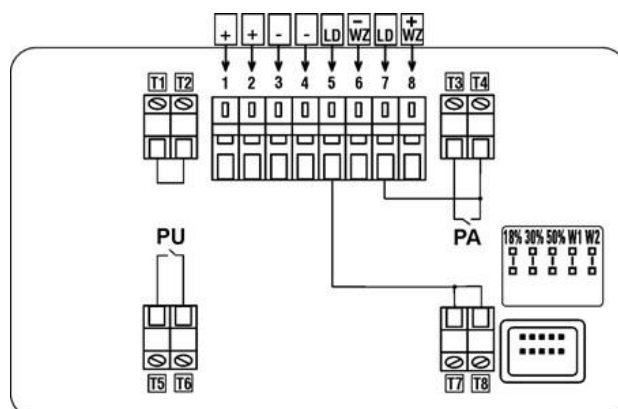 + + - - LD -WZ LD +WZ
1 2 3 4 5 6 7 8
T1 T2 T3 T4
PU PA
18% 30% 50% W1 W2
T5 T6 T7 T8